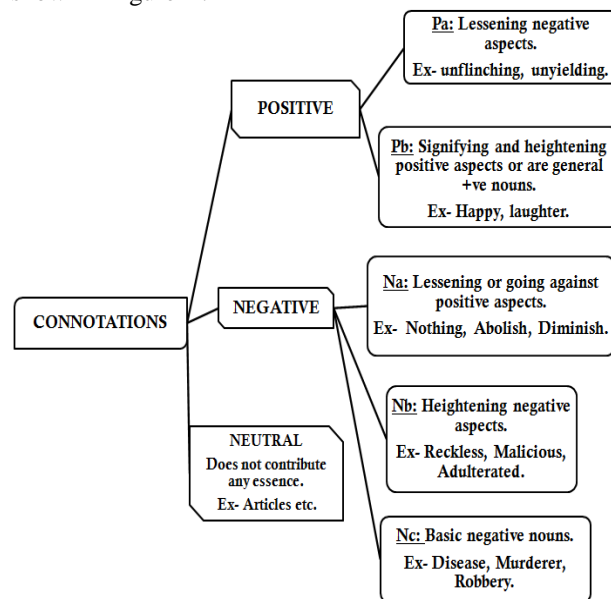 Pa: Lessening negative
aspects.
Ex- unflinching, unyielding.
POSITIVE
Pb: Signifying and heightening
positive aspects or are general
+ve nouns.
Ex- Happy, laughter.
Na: Lessening or going against
positive aspects.
Ex- Nothing, Abolish, Diminish.
NEGATIVE
CONNOTATIONS
Nb: Heightening negative
aspects.
Ex- Reckless, Malicious,
Adulterated.
NEUTRAL
Does not contribute
any essence.
Ex- Articles etc.
Nc: Basic negative nouns.
Ex- Disease, Murderer,
Robbery.